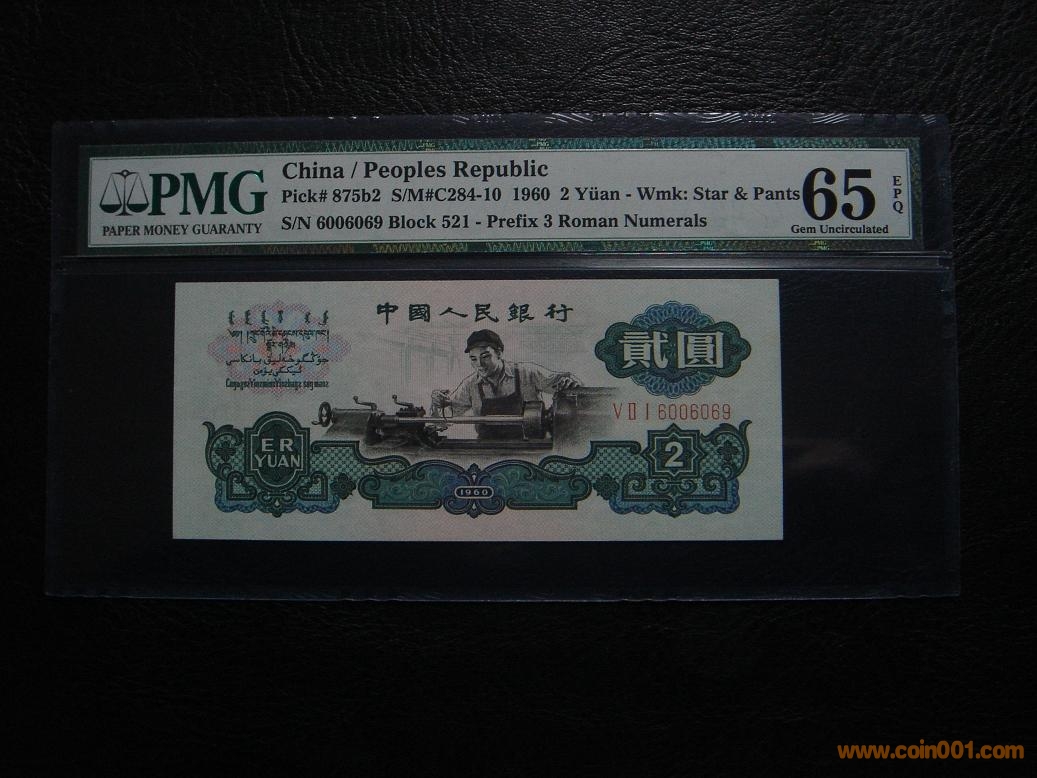 PMG
PAPER MONEY GUARANTY
China / Peoples Republic
Pick# 875b2 S/M#C284-10 1960 2 Yüan - Wmk: Star & Pants
S/N 6006069 Block 521 - Prefix 3 Roman Numerals
65
EPQ
Gem Uncirculated
中國人民銀行
貳圓
VⅡI 6006069
ER
YUAN
1960
2
www.coin001.com